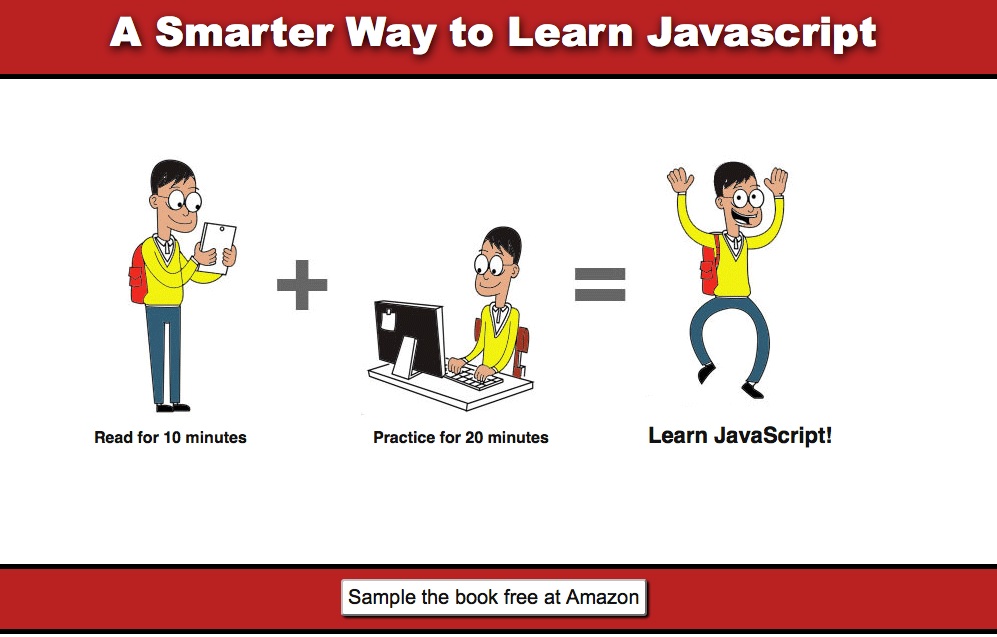 A Smarter Way to Learn Javascript
Read for 10 minutes
Practice for 20 minutes
Learn JavaScript!
Sample the book free at Amazon